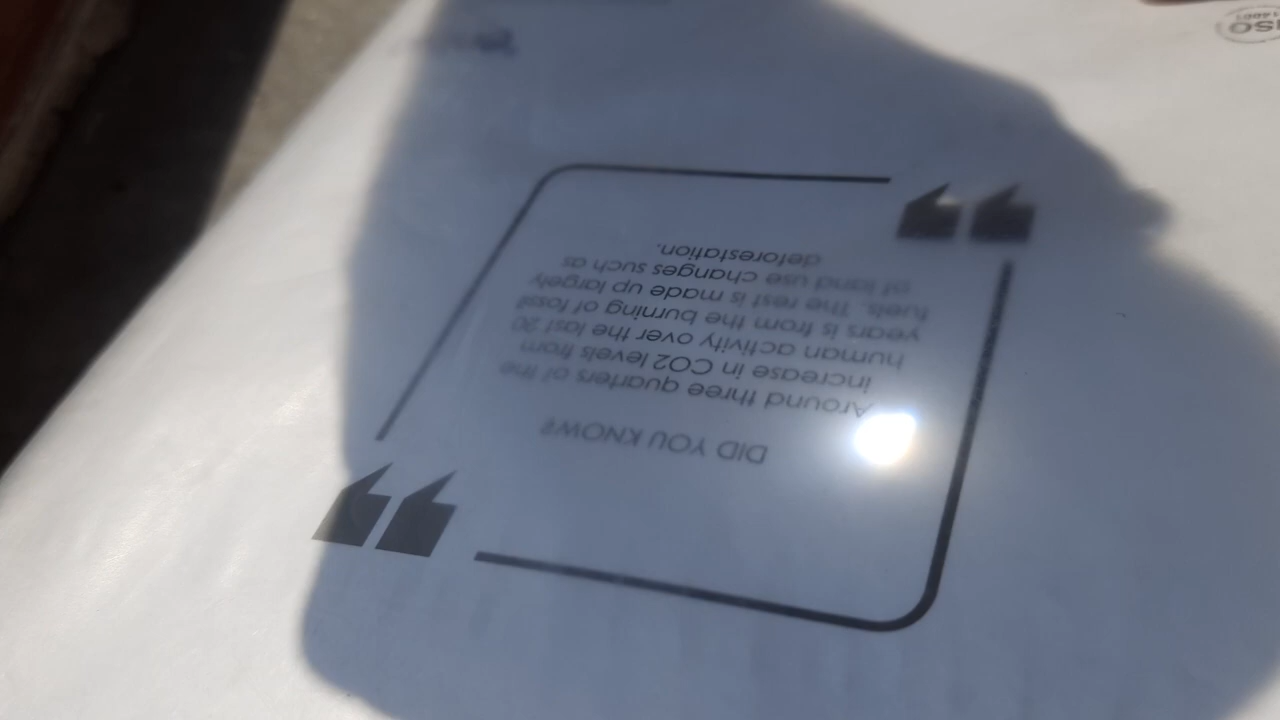 DID YOU KNOW?
Around three quarters of the
increase in CO2 levels from
human activity over the last 20
years is from the burning of fossil
fuels. The rest is made up largely
of land use changes such as
deforestation.
ISO
14001